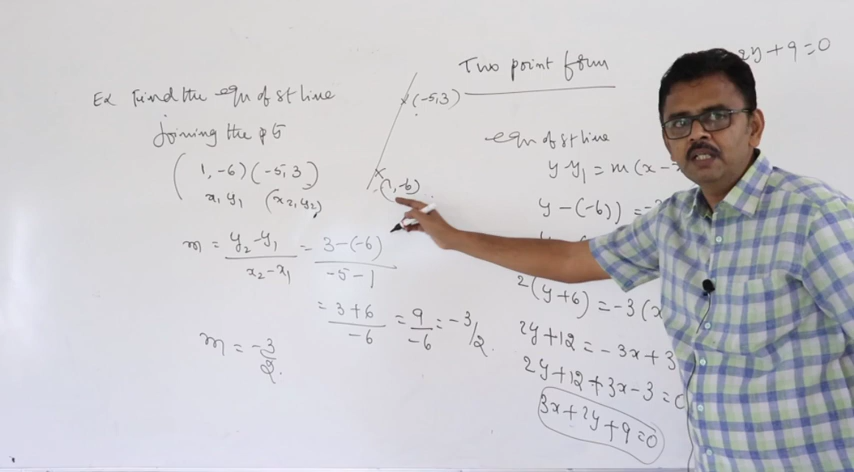 Two point form
2y+9=0
Ex Find the eqn of st line
joining the pts
(1,-6)(-5,3)
x₁y₁ (x₂,y₂)
(-5,3)
(1,-6)
m = y₂-y₁/x₂-x₁ = 3-(-6)/-5-1
= 3+6/-6 = 9/-6 = -3/2
m = -3/2
eqn of st line
y-y₁=m(x-
y-(-6))=
2(y+6)=-3(x
2y+12=-3x+3
2y+12+3x-3=0
3x+2y+9=0